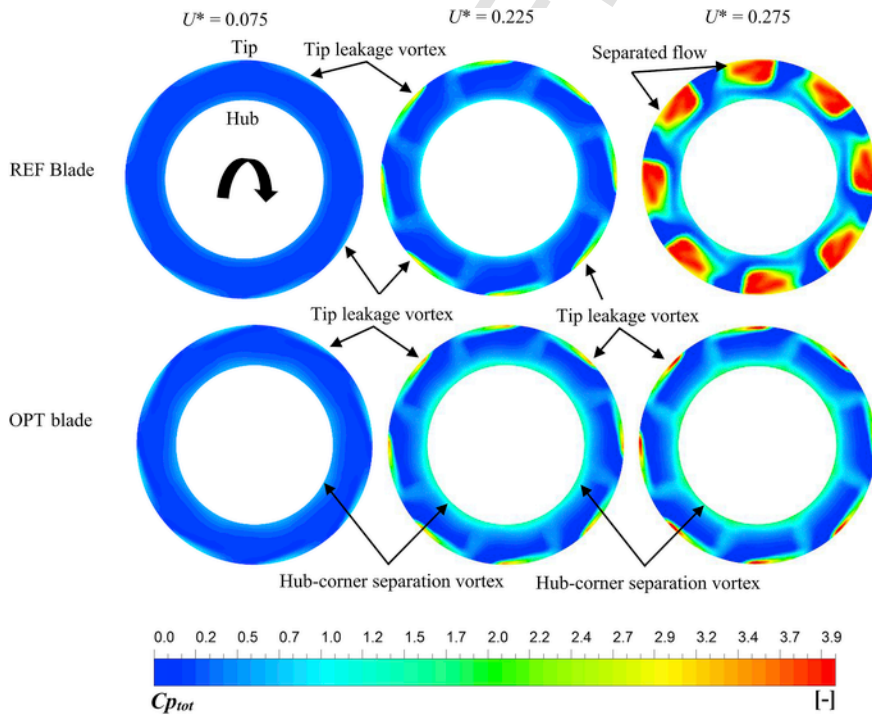 U* = 0.075
U* = 0.225
U* = 0.275
Tip
Tip leakage vortex
Separated flow
Hub
REF Blade
Tip leakage vortex
Tip leakage vortex
OPT blade
Hub-corner separation vortex
Hub-corner separation vortex
0.0 0.2 0.5 0.7 1.0 1.2 1.5 1.7 2.0 2.2 2.4 2.7 2.9 3.2 3.4 3.7 3.9
Cptot
[-]